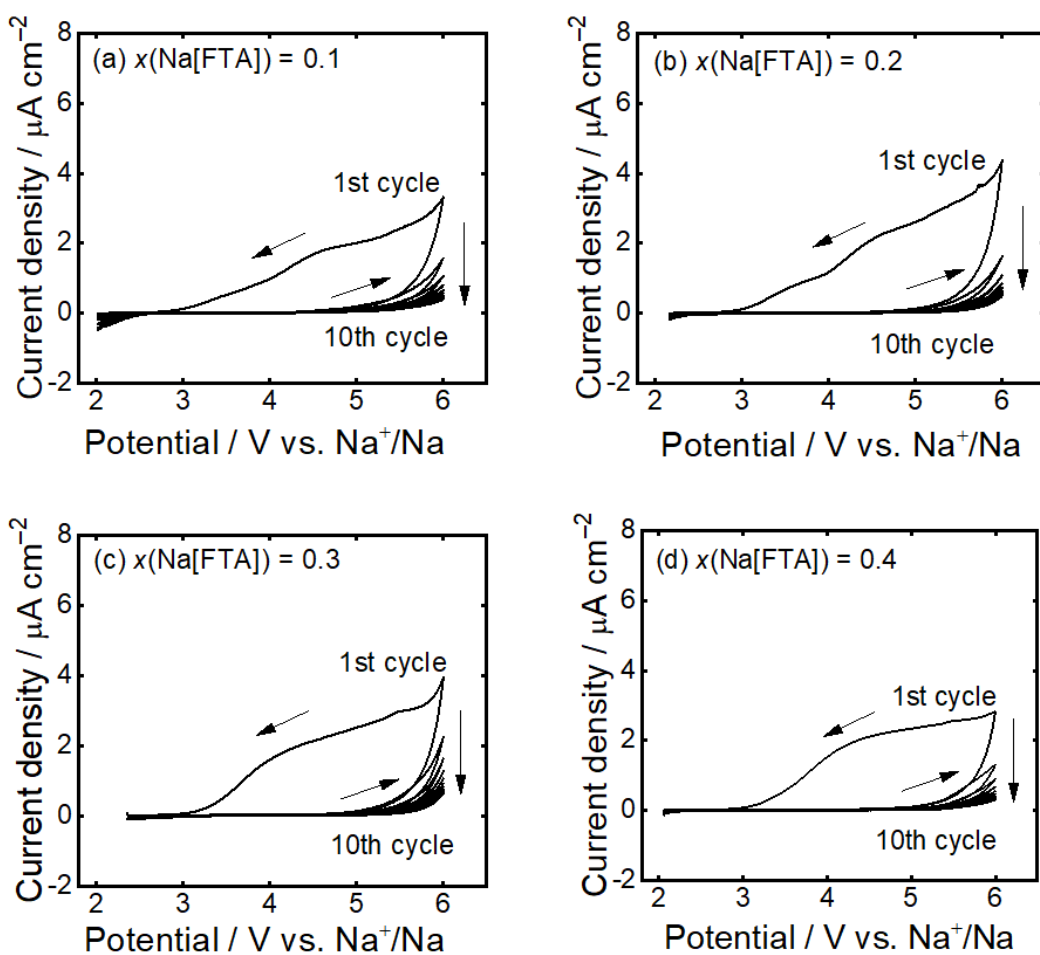 (a) x(Na[FTA]) = 0.1
1st cycle
10th cycle
8
6
4
2
0
-2
2 3 4 5 6
Current density / μA cm⁻²
Potential / V vs. Na⁺/Na
(b) x(Na[FTA]) = 0.2
1st cycle
10th cycle
8
6
4
2
0
-2
2 3 4 5 6
Current density / μA cm⁻²
Potential / V vs. Na⁺/Na
(c) x(Na[FTA]) = 0.3
1st cycle
10th cycle
8
6
4
2
0
-2
2 3 4 5 6
Current density / μA cm⁻²
Potential / V vs. Na⁺/Na
(d) x(Na[FTA]) = 0.4
1st cycle
10th cycle
8
6
4
2
0
-2
2 3 4 5 6
Current density / μA cm⁻²
Potential / V vs. Na⁺/Na